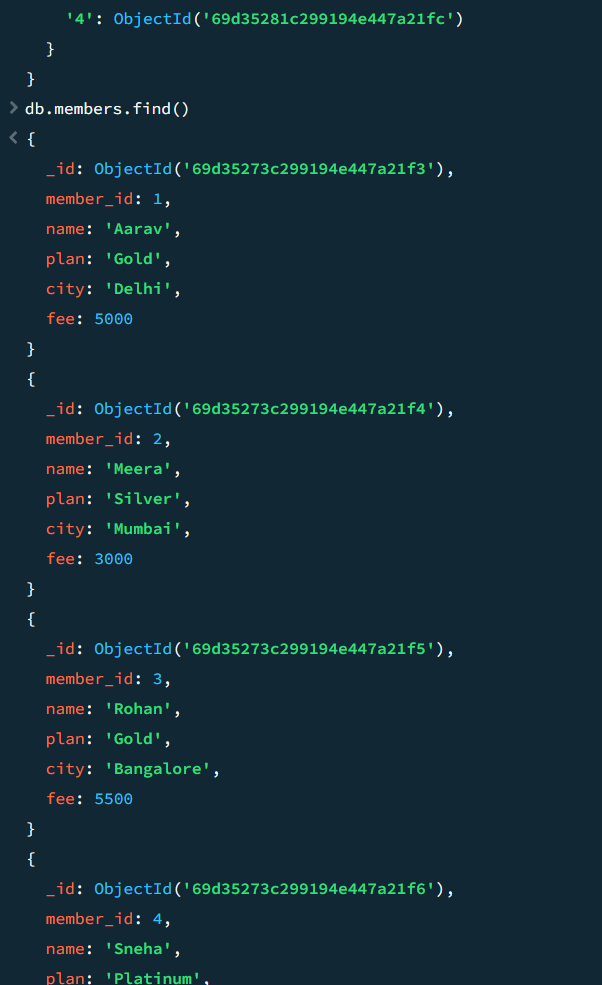 '4': ObjectId('69d35281c299194e447a21fc')
}
}
> db.members.find()
< {
_id: ObjectId('69d35273c299194e447a21f3'),
member_id: 1,
name: 'Aarav',
plan: 'Gold',
city: 'Delhi',
fee: 5000
}
{
_id: ObjectId('69d35273c299194e447a21f4'),
member_id: 2,
name: 'Meera',
plan: 'Silver',
city: 'Mumbai',
fee: 3000
}
{
_id: ObjectId('69d35273c299194e447a21f5'),
member_id: 3,
name: 'Rohan',
plan: 'Gold',
city: 'Bangalore',
fee: 5500
}
{
_id: ObjectId('69d35273c299194e447a21f6'),
member_id: 4,
name: 'Sneha',
plan: 'Platinum',